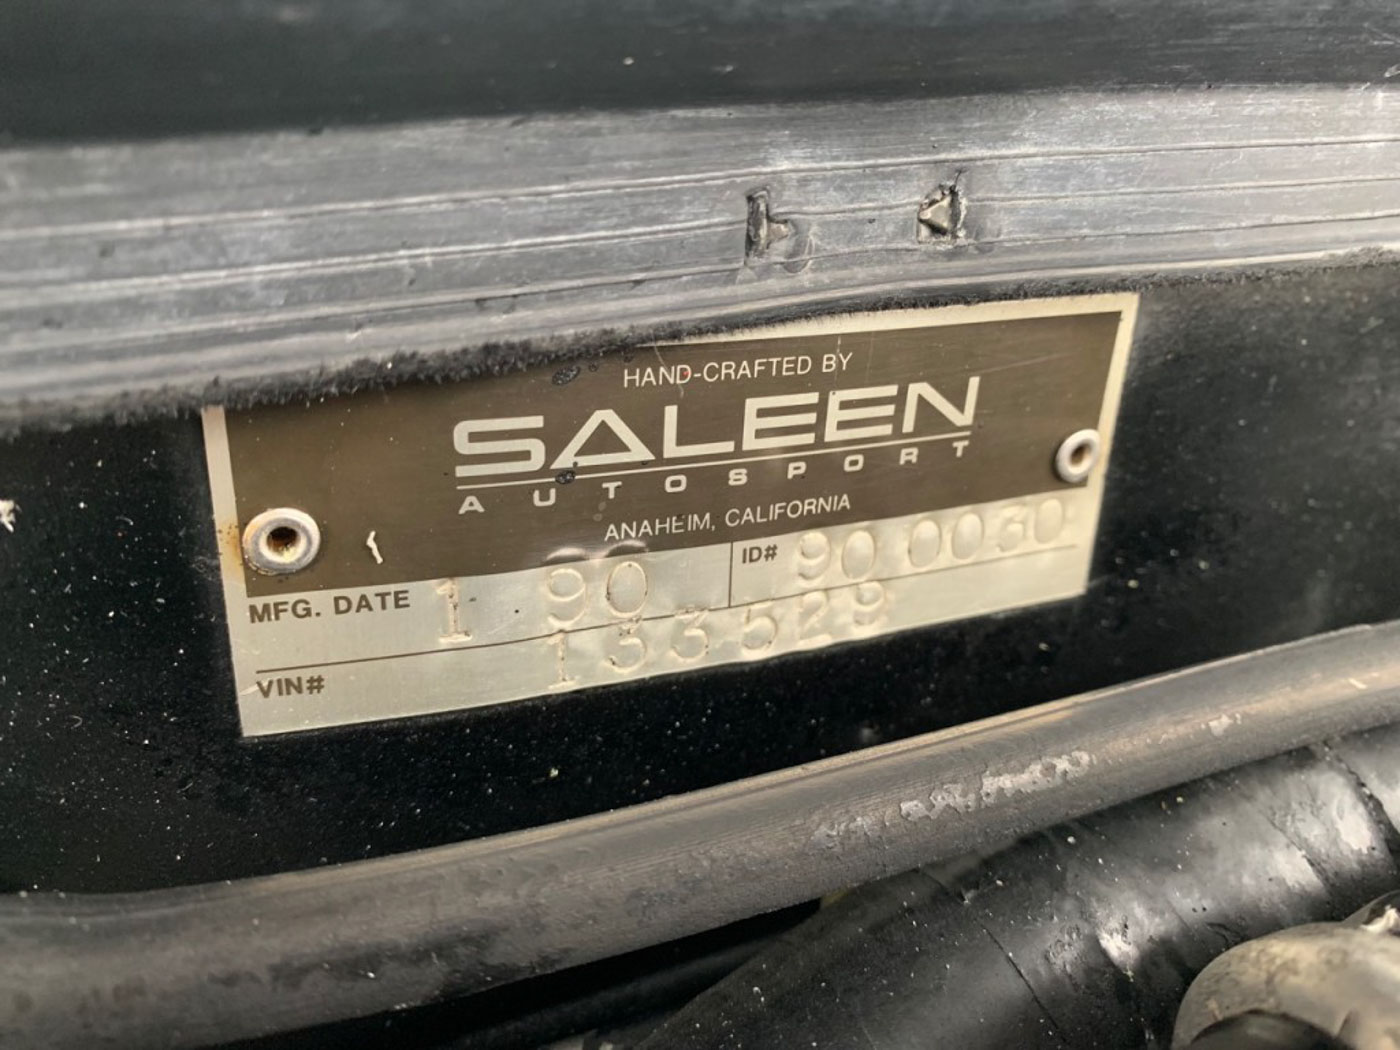 HAND-CRAFTED BY
SALEEN
AUTOSPORT
ANAHEIM, CALIFORNIA
MFG. DATE 1 90 ID# 90 0030
VIN# 133529